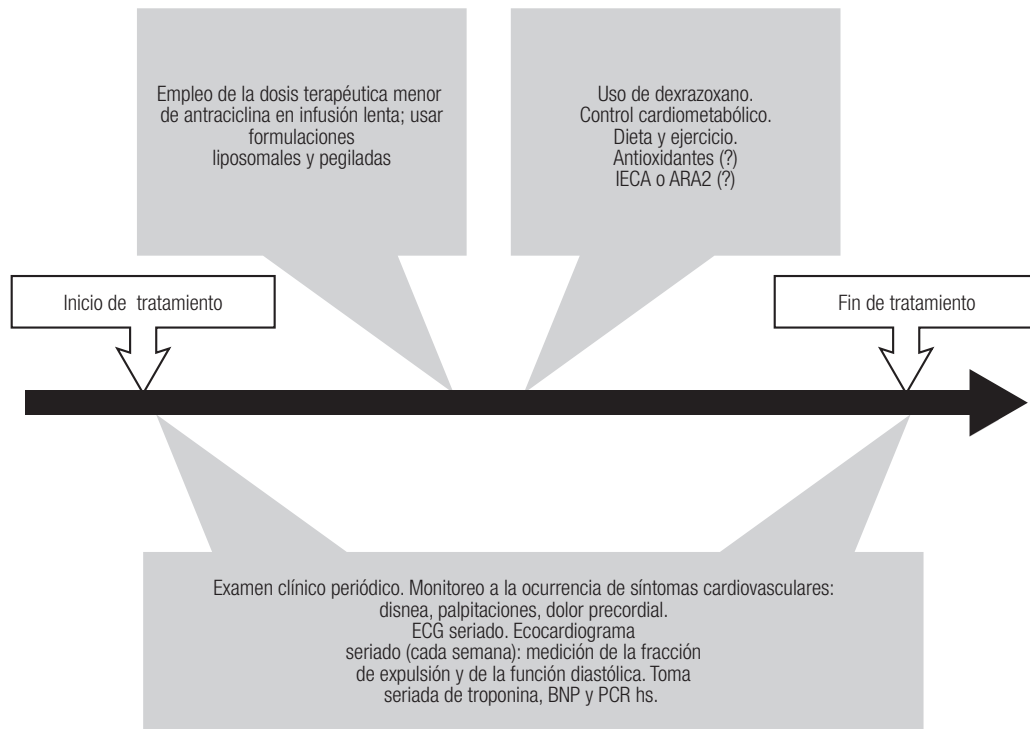 Empleo de la dosis terapéutica menor
de antraciclina en infusión lenta; usar
formulaciones
liposomales y pegiladas
Uso de dexrazoxano.
Control cardiometabólico.
Dieta y ejercicio.
Antioxidantes (?)
IECA o ARA2 (?)
Inicio de tratamiento
Fin de tratamiento
Examen clínico periódico. Monitoreo a la ocurrencia de síntomas cardiovasculares:
disnea, palpitaciones, dolor precordial.
ECG seriado. Ecocardiograma
seriado (cada semana): medición de la fracción
de expulsión y de la función diastólica. Toma
seriada de troponina, BNP y PCR hs.